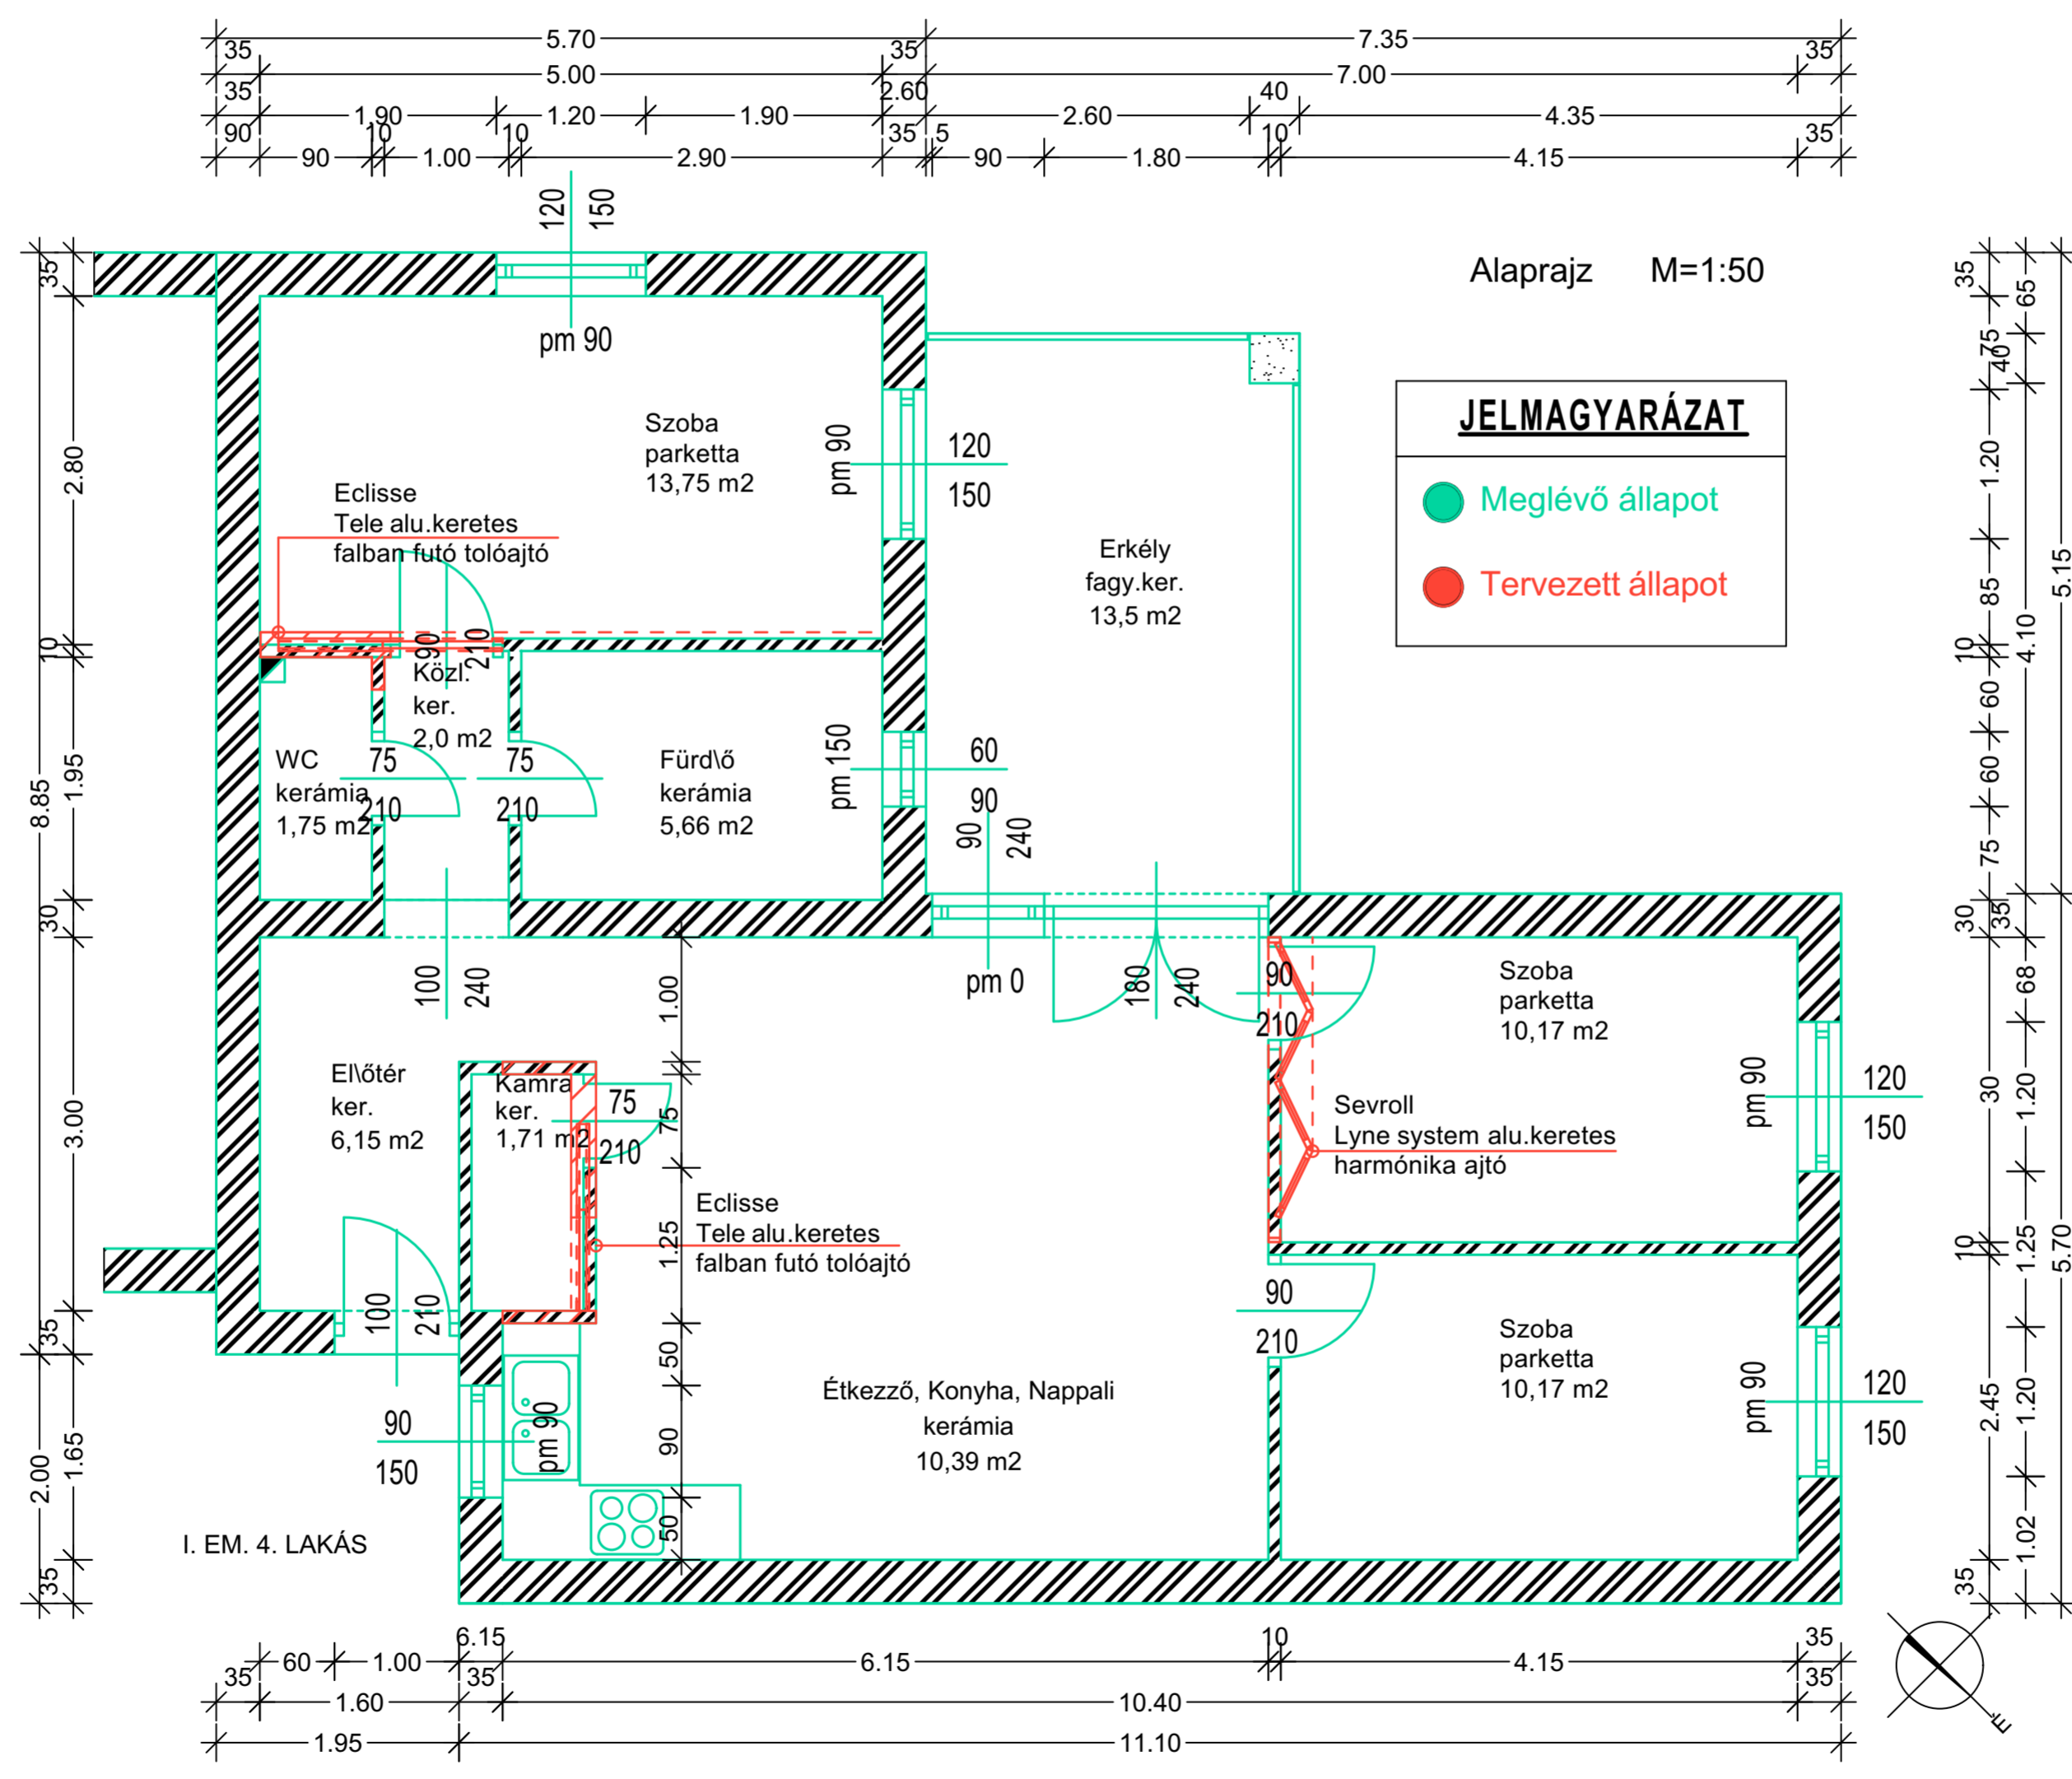 5.70
7.35
35
35
35
5.00
7.00
35
2.60
40
1.90
1.20
1.90
2.60
4.35
90
10
10
35
5
10
35
90
1.00
2.90
90
1.80
4.15
120
150
pm 90
Alaprajz M=1:50
JELMAGYARÁZAT
Meglévő állapot
Tervezett állapot
Szoba
parketta
13,75 m2
pm 90
120
150
Eclisse
Tele alu.keretes
falban futó tolóajtó
Erkély
fagy.ker.
13,5 m2
90
210
Közl.
ker.
2,0 m2
WC
kerámia
1,75 m2
75
210
75
210
Fürd\ő
kerámia
5,66 m2
pm 150
60
90
90
240
pm 0
180
240
100
240
90
210
Szoba
parketta
10,17 m2
pm 90
120
150
El\őtér
ker.
6,15 m2
Kamra
ker.
1,71 m2
75
210
Sevroll
Lyne system alu.keretes
harmónika ajtó
Eclisse
Tele alu.keretes
falban futó tolóajtó
100
210
90
210
Szoba
parketta
10,17 m2
pm 90
120
150
Étkezző, Konyha, Nappali
kerámia
10,39 m2
90
150
pm 90
I. EM. 4. LAKÁS
1.00
75
1.25
50
90
50
8.85
2.00
35
2.80
10
1.95
30
3.00
35
1.65
35
35
75
1.20
85
10
60
60
75
30
30
10
2.45
35
65
40
4.10
35
68
1.20
1.25
1.20
1.02
5.15
5.70
6.15
10
35
60
1.00
6.15
4.15
35
35
35
1.60
10.40
1.95
11.10
É